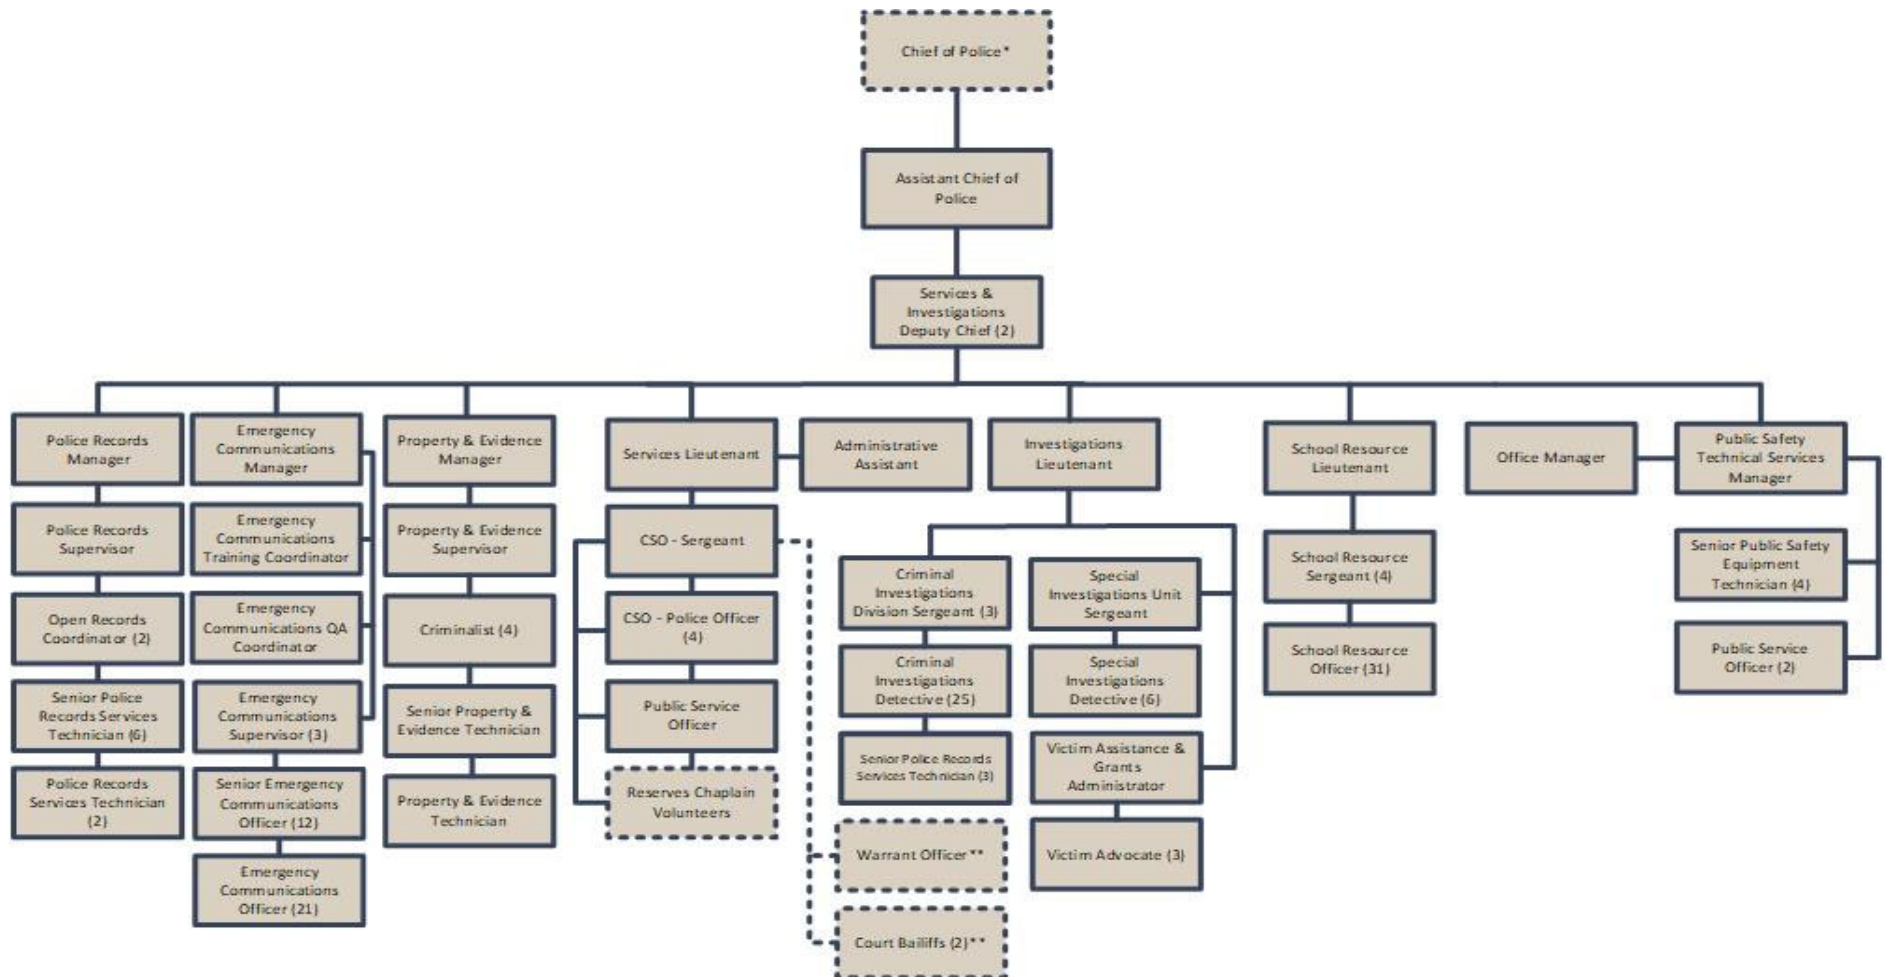 Chief of Police*
Assistant Chief of
Police
Services &
Investigations
Deputy Chief (2)
Police Records
Manager
Police Records
Supervisor
Open Records
Coordinator (2)
Senior Police
Records Services
Technician (6)
Police Records
Services Technician
(2)
Emergency
Communications
Manager
Emergency
Communications
Training Coordinator
Emergency
Communications QA
Coordinator
Emergency
Communications
Supervisor (3)
Senior Emergency
Communications
Officer (12)
Emergency
Communications
Officer (21)
Property & Evidence
Manager
Property & Evidence
Supervisor
Criminalist (4)
Senior Property &
Evidence Technician
Property & Evidence
Technician
Services Lieutenant
Administrative
Assistant
CSO - Sergeant
CSO - Police Officer
(4)
Public Service
Officer
Reserves Chaplain
Volunteers
Warrant Officer**
Court Bailiffs (2)**
Investigations
Lieutenant
Criminal
Investigations
Division Sergeant (3)
Criminal
Investigations
Detective (25)
Senior Police Records
Services Technician (3)
Special
Investigations Unit
Sergeant
Special
Investigations
Detective (6)
Victim Assistance &
Grants
Administrator
Victim Advocate (3)
School Resource
Lieutenant
School Resource
Sergeant (4)
School Resource
Officer (31)
Office Manager
Public Safety
Technical Services
Manager
Senior Public Safety
Equipment
Technician (4)
Public Service
Officer (2)